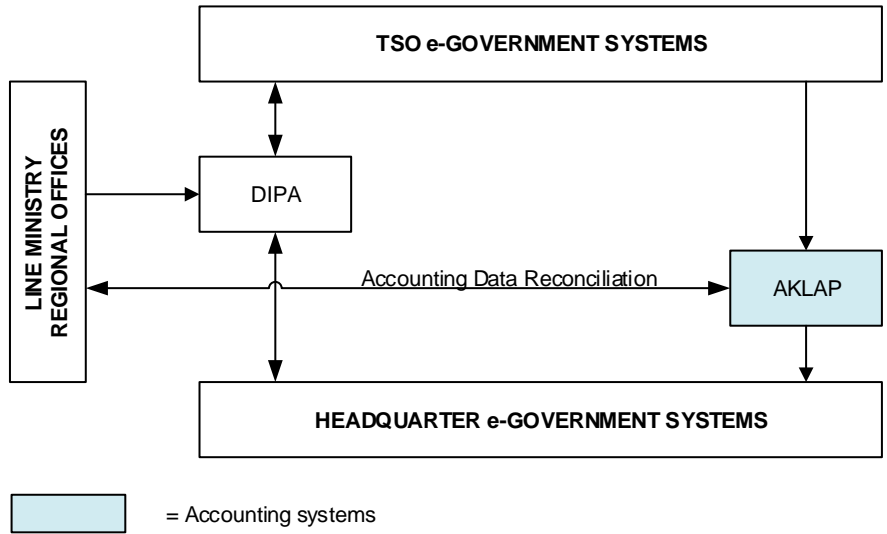 TSO e-GOVERNMENT SYSTEMS
LINE MINISTRY
REGIONAL OFFICES
DIPA
Accounting Data Reconciliation
AKLAP
HEADQUARTER e-GOVERNMENT SYSTEMS
= Accounting systems